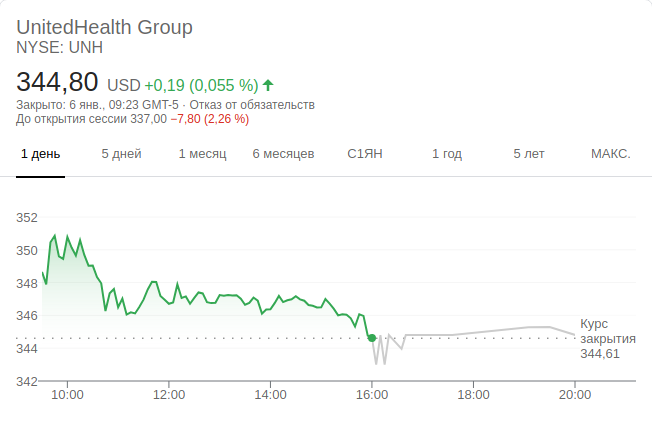 UnitedHealth Group
NYSE: UNH
344,80 USD +0,19 (0,055 %)
Закрыто: 6 янв., 09:23 GMT-5 · Отказ от обязательств
До открытия сессии 337,00 −7,80 (2,26 %)
1 день 5 дней 1 месяц 6 месяцев С1ЯН 1 год 5 лет МАКС.
352
350
348
346
344
342
Курс
закрытия
344,61
10:00 12:00 14:00 16:00 18:00 20:00